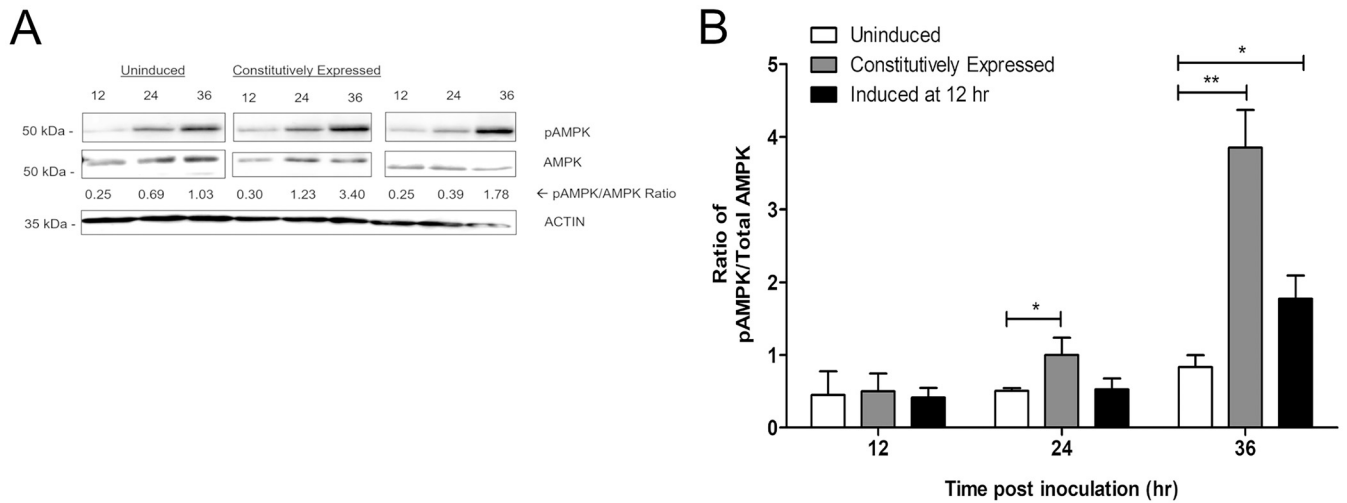 A
Uninduced Constitutively Expressed
12 24 36 12 24 36 12 24 36
50 kDa - pAMPK
50 kDa - AMPK
0.25 0.69 1.03 0.30 1.23 3.40 0.25 0.39 1.78 ← pAMPK/AMPK Ratio
35 kDa - ACTIN
B
Uninduced
Constitutively Expressed
Induced at 12 hr
Ratio of
pAMPK/Total AMPK
5
4
3
2
1
0
*
*
**
*
12 24 36
Time post inoculation (hr)